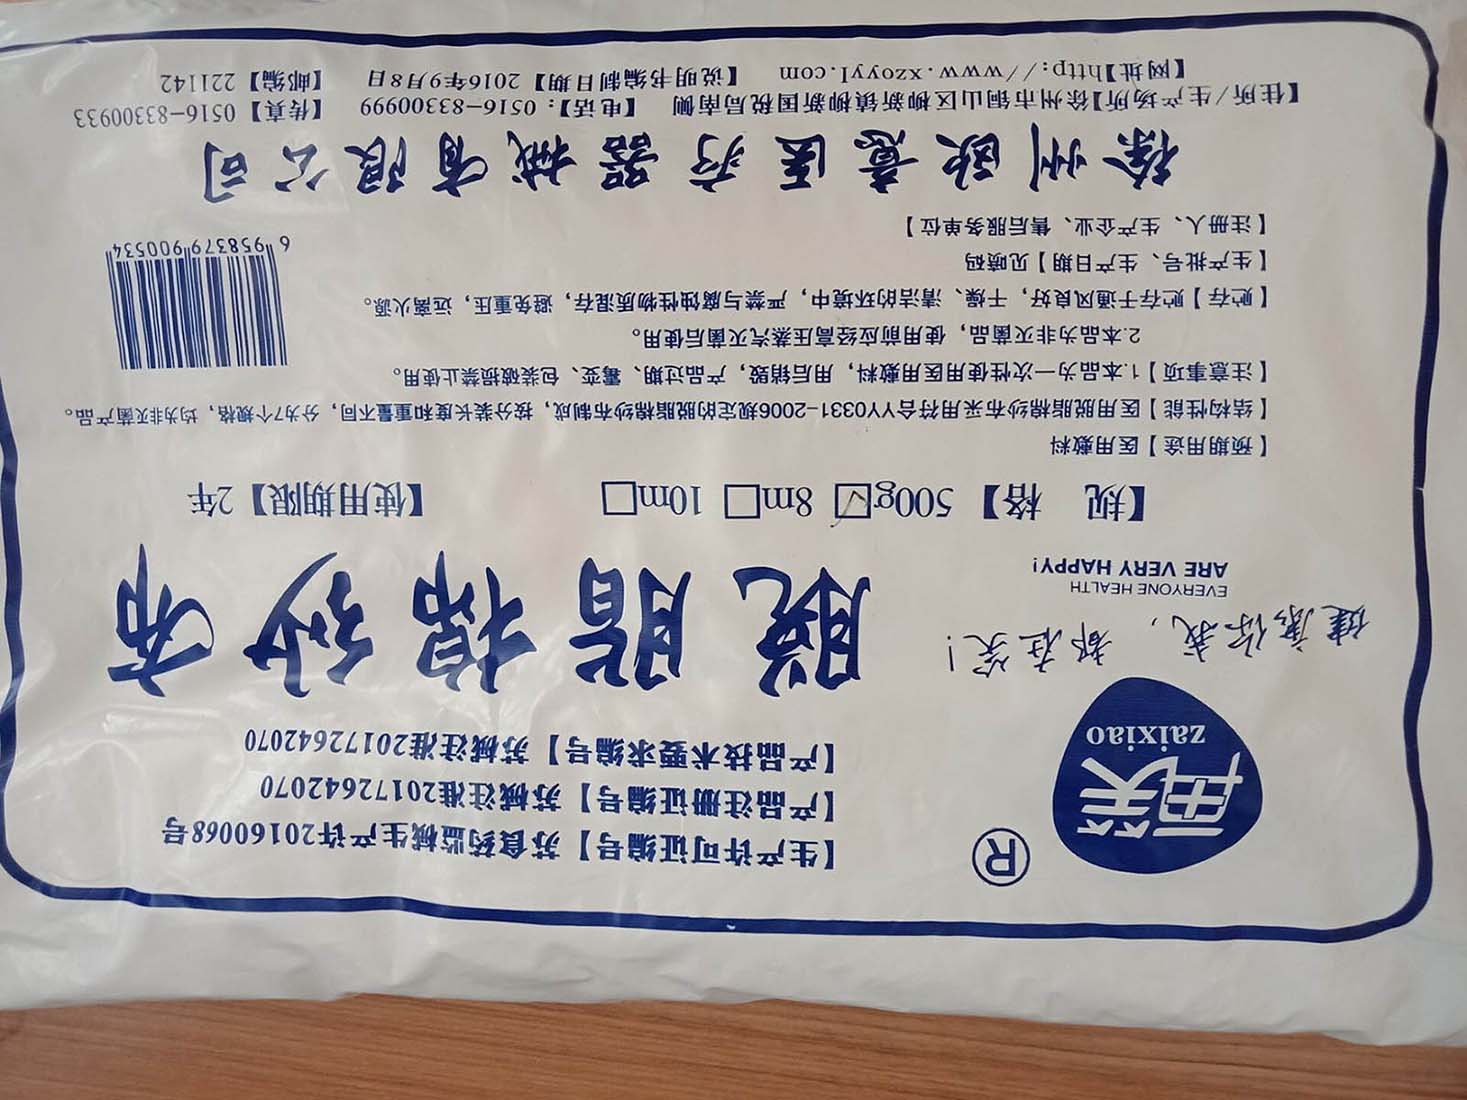 【生产许可证编号】苏食药监械生产许20160068号
【产品注册证编号】苏械注准20172642070
【产品技术要求编号】苏械注准20172642070
®
再笑
zaixiao
健康你我，都在笑！
EVERYONE HEALTH
ARE VERY HAPPY!
脱脂棉纱布
【规 格】500g☑ 8m□ 10m□ 【使用期限】2年
【预期用途】医用敷料
【结构性能】医用脱脂棉纱布采用符合YY0331-2006规定的脱脂棉纱布制成，按分装长度和重量不同，分为7个规格，均为非灭菌产品。
【注意事项】1.本品为一次性使用医用敷料，用后销毁，产品过期、霉变、包装破损禁止使用。
2.本品为非灭菌品，使用前应经高压蒸汽灭菌后使用。
【贮存】贮存于通风良好，干燥、清洁的环境中，严禁与腐蚀性物质混存，避免重压，远离火源。
【生产批号、生产日期】见喷码
【注册人、生产企业、售后服务单位】
6 958379 900534
徐州欧意医疗器械有限公司
【住所/生产场所】徐州市铜山区柳新镇柳新国税局南侧 【电话】：0516-83300999 【传真】0516-83300933
【网址】http://www.xzoyyl.com 【说明书编制日期】2016年9月8日 【邮编】221142